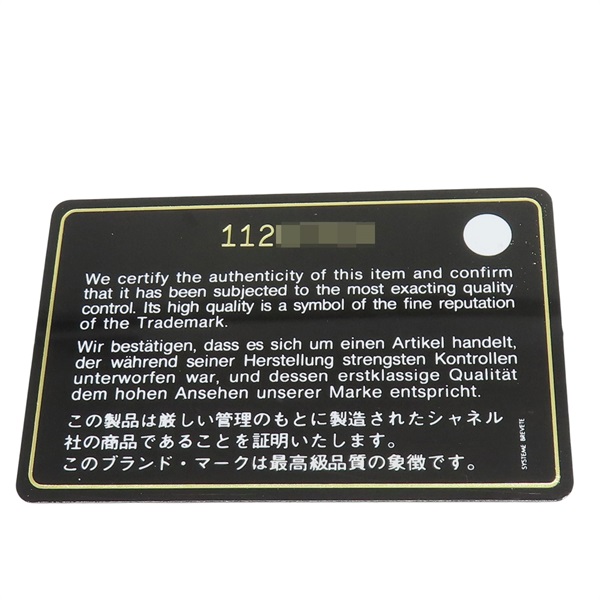 112
We certify the authenticity of this item and confirm
that it has been subjected to the most exacting quality
control. Its high quality is a symbol of the fine reputation
of the Trademark.
Wir bestätigen, dass es sich um einen Artikel handelt,
der während seiner Herstellung strengsten Kontrollen
unterworfen war, und dessen erstklassige Qualität
dem hohen Ansehen unserer Marke entspricht.
この製品は厳しい管理のもとに製造されたシャネル
社の商品であることを証明いたします。
このブランド・マークは最高級品質の象徴です。
SYSTEME BREVETE